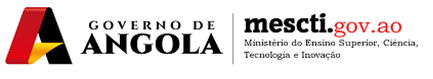 GOVERNO DE
ANGOLA
mescti.gov.ao
Ministério do Ensino Superior, Ciência,
Tecnologia e Inovação